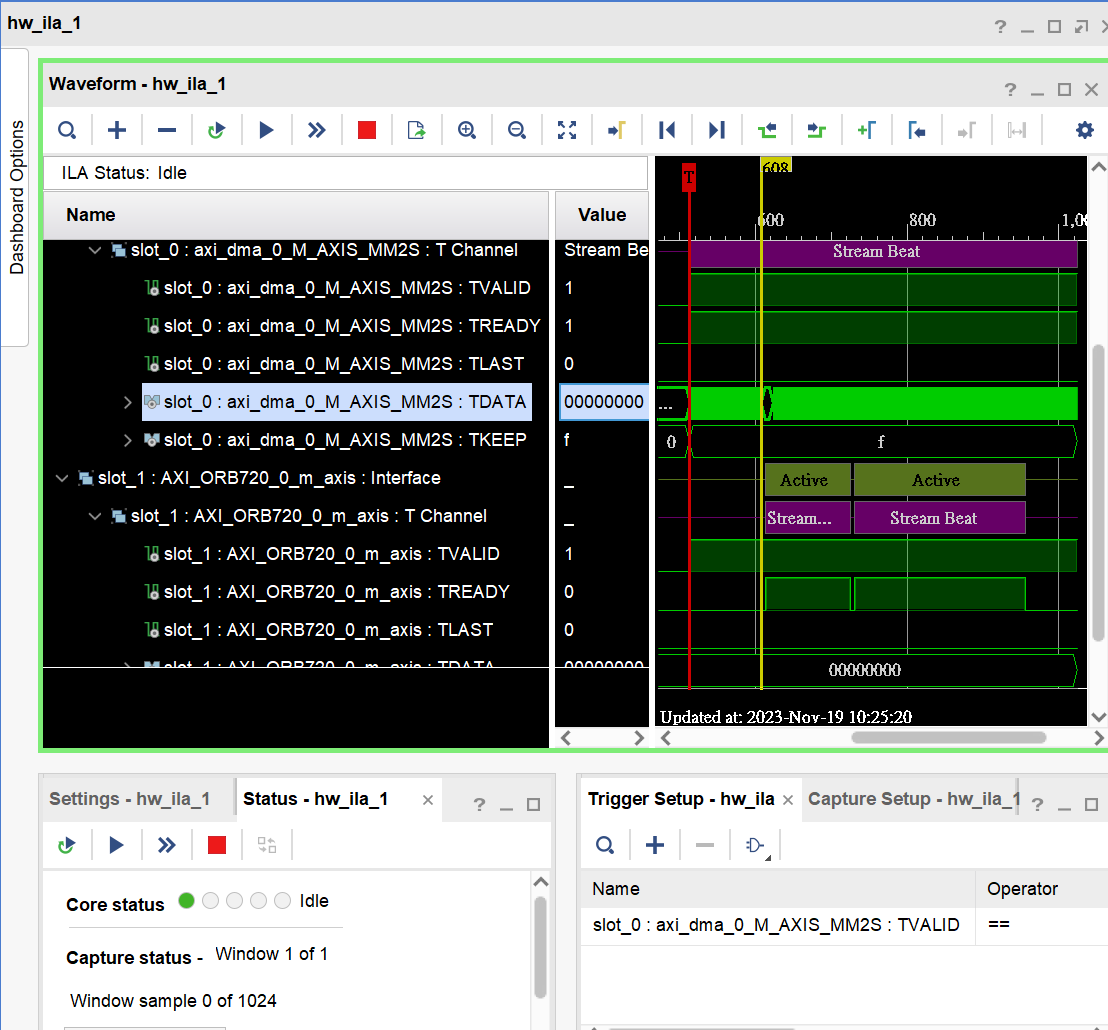 hw_ila_1
Dashboard Options
Waveform - hw_ila_1
ILA Status: Idle
Name
Value
slot_0 : axi_dma_0_M_AXIS_MM2S : T Channel
Stream Be
slot_0 : axi_dma_0_M_AXIS_MM2S : TVALID
1
slot_0 : axi_dma_0_M_AXIS_MM2S : TREADY
1
slot_0 : axi_dma_0_M_AXIS_MM2S : TLAST
0
slot_0 : axi_dma_0_M_AXIS_MM2S : TDATA
00000000
slot_0 : axi_dma_0_M_AXIS_MM2S : TKEEP
f
slot_1 : AXI_ORB720_0_m_axis : Interface
_
slot_1 : AXI_ORB720_0_m_axis : T Channel
_
slot_1 : AXI_ORB720_0_m_axis : TVALID
1
slot_1 : AXI_ORB720_0_m_axis : TREADY
0
slot_1 : AXI_ORB720_0_m_axis : TLAST
0
slot_1 : AXI_ORB720_0_m_axis : TDATA
00000000
T
608
600
800
1,00
Stream Beat
...
0
f
Active
Active
Stream...
Stream Beat
00000000
Updated at: 2023-Nov-19 10:25:20
Settings - hw_ila_1
Status - hw_ila_1
Core status
Idle
Capture status -
Window 1 of 1
Window sample 0 of 1024
Trigger Setup - hw_ila
Capture Setup - hw_ila_1
Name
Operator
slot_0 : axi_dma_0_M_AXIS_MM2S : TVALID
==